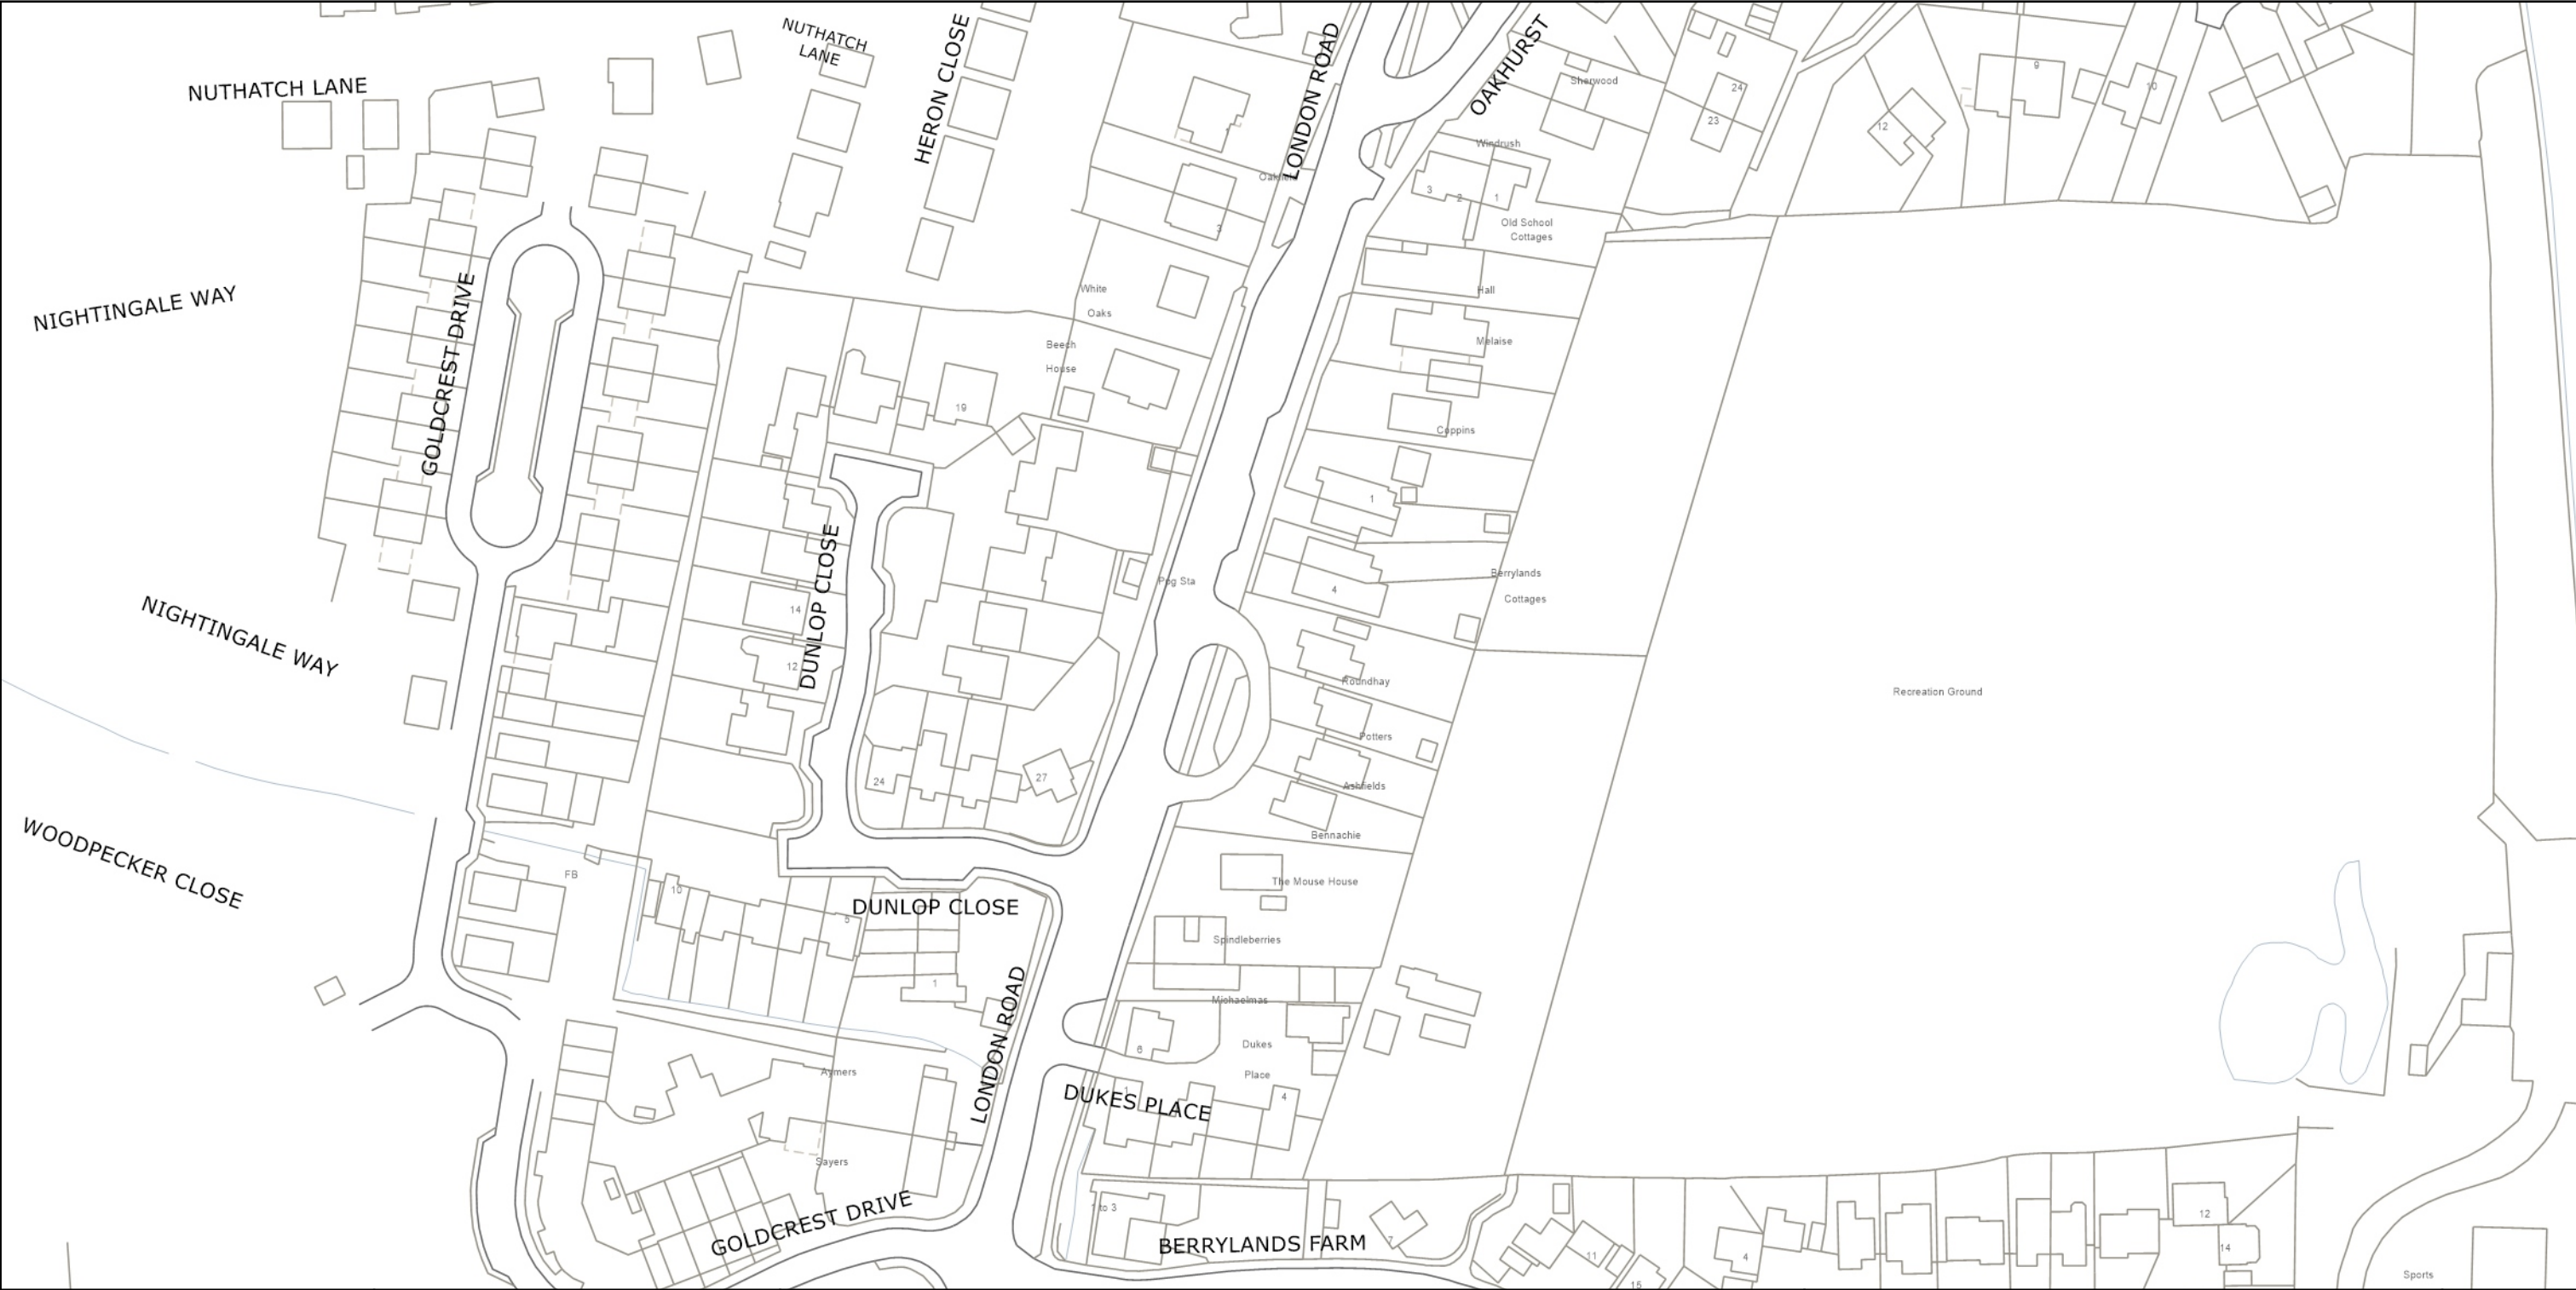 NUTHATCH
LANE
NUTHATCH LANE
HERON CLOSE
LONDON ROAD
OAKHURST
Sherwood
24
23
9
10
12
Windrush
3
2
1
Old School
Cottages
3
NIGHTINGALE WAY
GOLDCREST DRIVE
White
Oaks
Hall
Beech
House
Melaise
19
Coppins
1
DUNLOP CLOSE
Ppg Sta
Berrylands
Cottages
4
14
12
NIGHTINGALE WAY
Roundhay
Recreation Ground
Potters
24
27
Ashfields
Bennachie
WOODPECKER CLOSE
FB
10
5
DUNLOP CLOSE
The Mouse House
Spindleberries
1
Michaelmas
LONDON ROAD
6
Dukes
Place
Aymers
DUKES PLACE
1
4
Sayers
GOLDCREST DRIVE
to 3
BERRYLANDS FARM
7
11
15
4
12
14
Sports